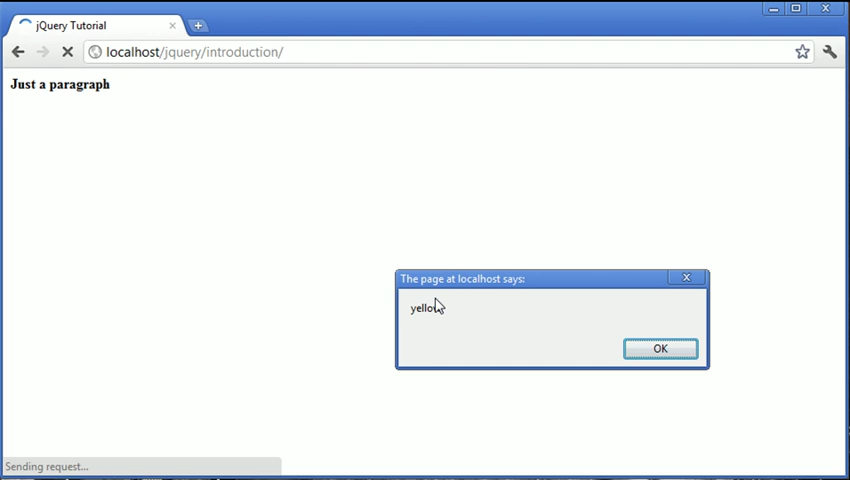 jQuery Tutorial
localhost/jquery/introduction/
Just a paragraph
The page at localhost says:
OK
Sending request...